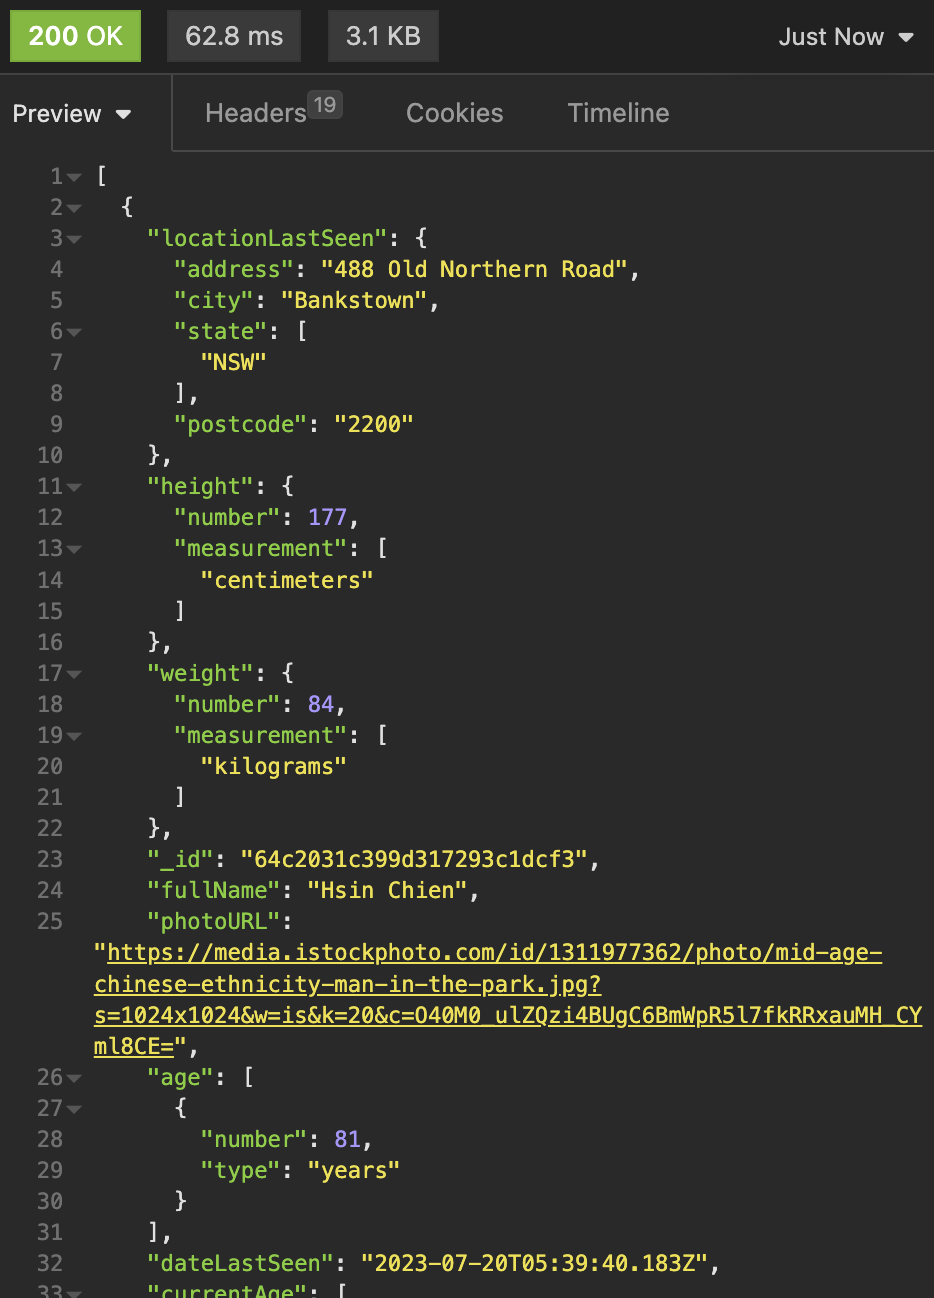 200 OK 62.8 ms 3.1 KB Just Now
Preview Headers 19 Cookies Timeline
1 [
2 {
3 "locationLastSeen": {
4 "address": "488 Old Northern Road",
5 "city": "Bankstown",
6 "state": [
7 "NSW"
8 ],
9 "postcode": "2200"
10 },
11 "height": {
12 "number": 177,
13 "measurement": [
14 "centimeters"
15 ]
16 },
17 "weight": {
18 "number": 84,
19 "measurement": [
20 "kilograms"
21 ]
22 },
23 "_id": "64c2031c399d317293c1dcf3",
24 "fullName": "Hsin Chien",
25 "photoURL":
"https://media.istockphoto.com/id/1311977362/photo/mid-age-
chinese-ethnicity-man-in-the-park.jpg?
s=1024x1024&w=is&k=20&c=O40M0_ulZQzi4BUgC6BmWpR5l7fkRRxauMH_CY
ml8CE=",
26 "age": [
27 {
28 "number": 81,
29 "type": "years"
30 }
31 ],
32 "dateLastSeen": "2023-07-20T05:39:40.183Z",
33 "currentAge": [